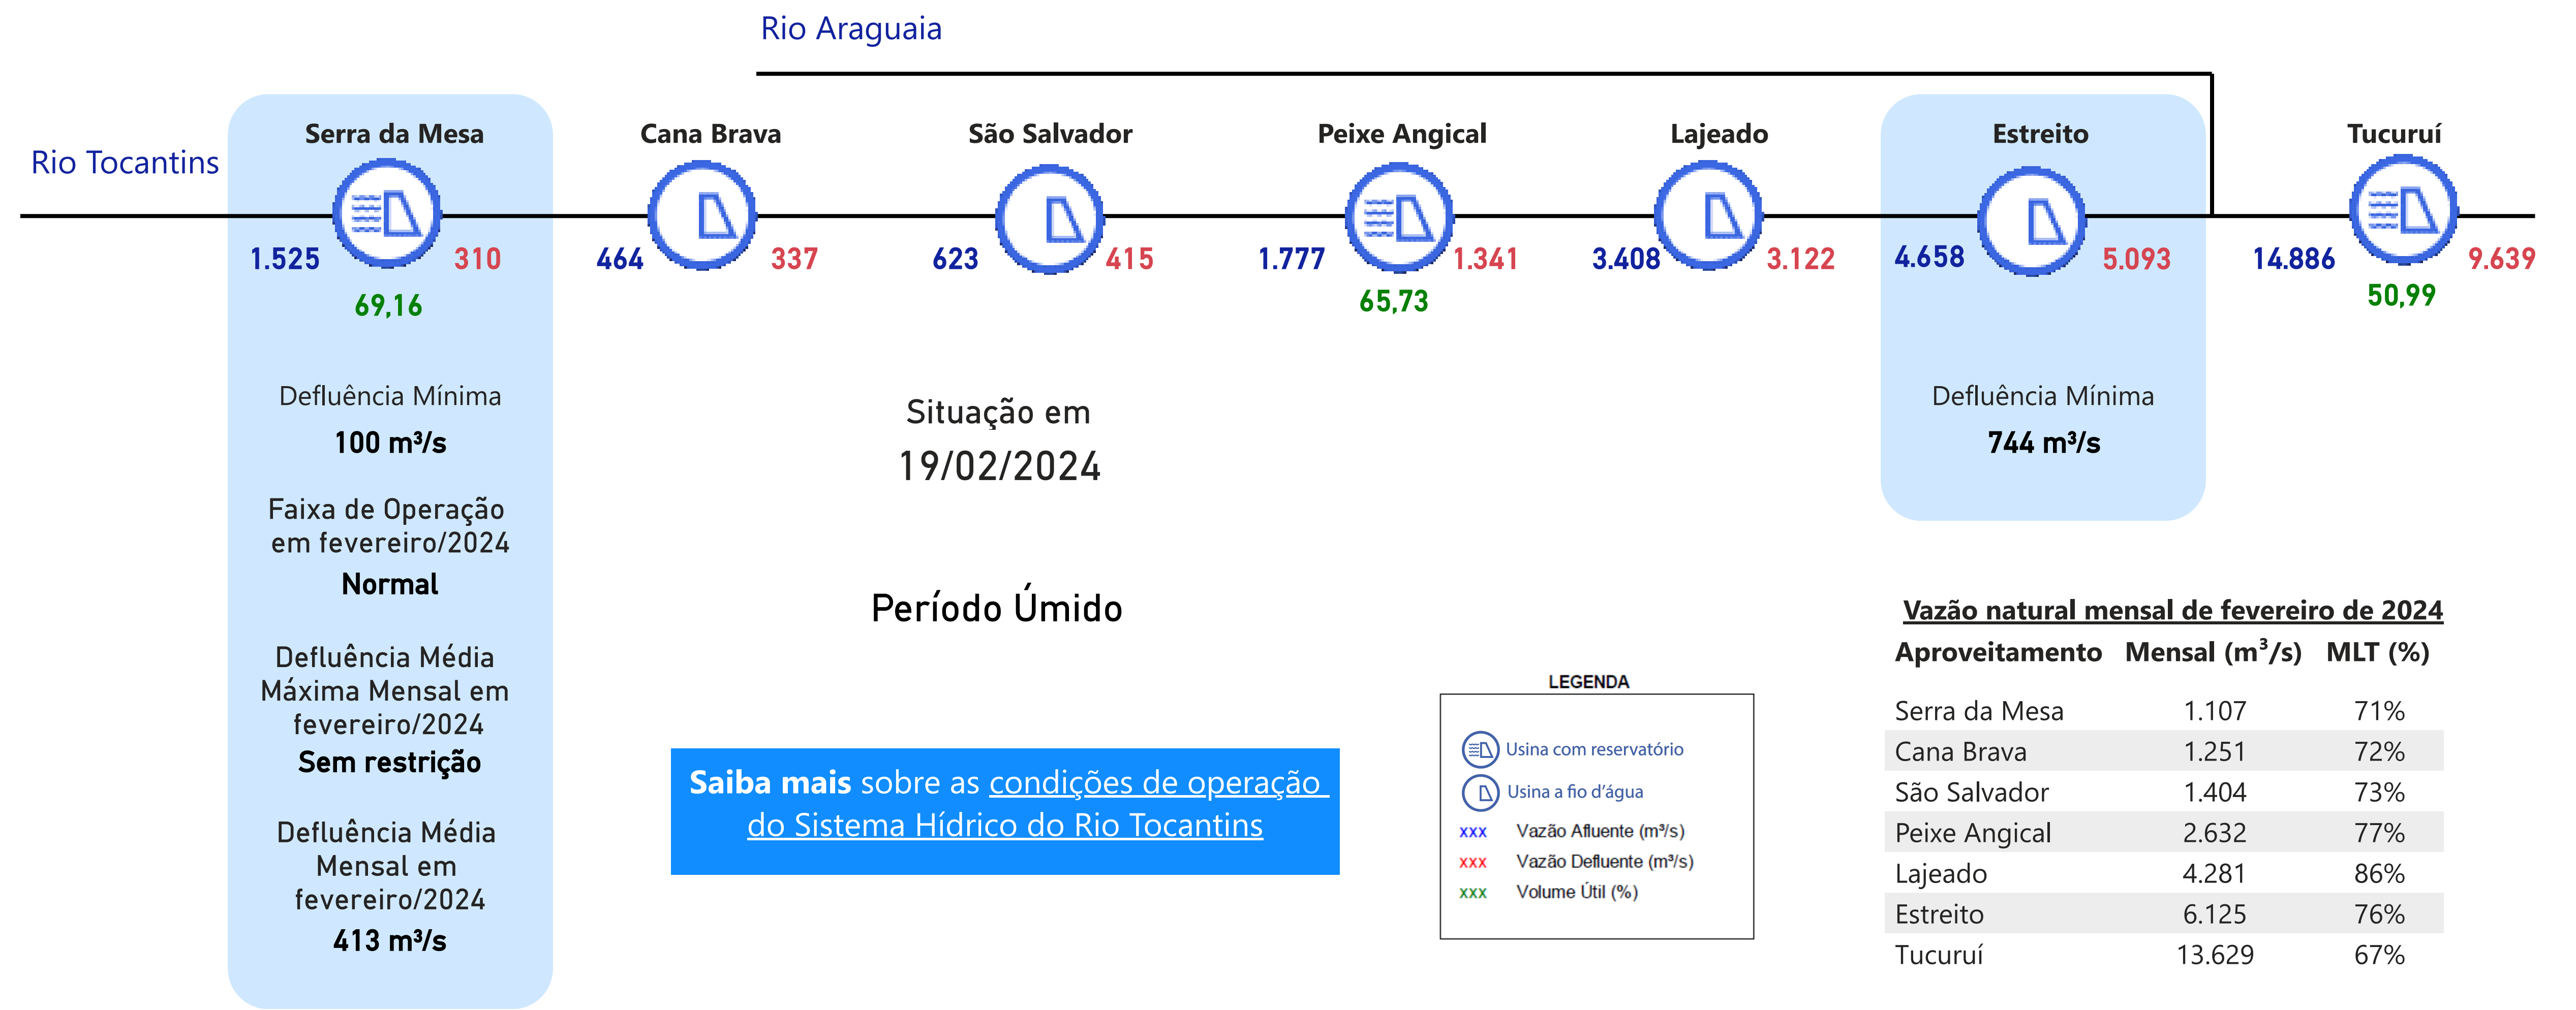 Rio Araguaia
Rio Tocantins
Serra da Mesa
Cana Brava
São Salvador
Peixe Angical
Lajeado
Estreito
Tucuruí
1.525
310
464
337
623
415
1.777
1.341
3.408
3.122
4.658
5.093
14.886
9.639
69,16
65,73
50,99
Defluência Mínima
100 m³/s
Faixa de Operação
em fevereiro/2024
Normal
Defluência Média
Máxima Mensal em
fevereiro/2024
Sem restrição
Defluência Média
Mensal em
fevereiro/2024
413 m³/s
Situação em
19/02/2024
Período Úmido
Saiba mais sobre as condições de operação
do Sistema Hídrico do Rio Tocantins
Defluência Mínima
744 m³/s
LEGENDA
Usina com reservatório
Usina a fio d'água
xxx Vazão Afluente (m³/s)
xxx Vazão Defluente (m³/s)
xxx Volume Útil (%)
Vazão natural mensal de fevereiro de 2024
Aproveitamento Mensal (m³/s) MLT (%)
Serra da Mesa 1.107 71%
Cana Brava 1.251 72%
São Salvador 1.404 73%
Peixe Angical 2.632 77%
Lajeado 4.281 86%
Estreito 6.125 76%
Tucuruí 13.629 67%